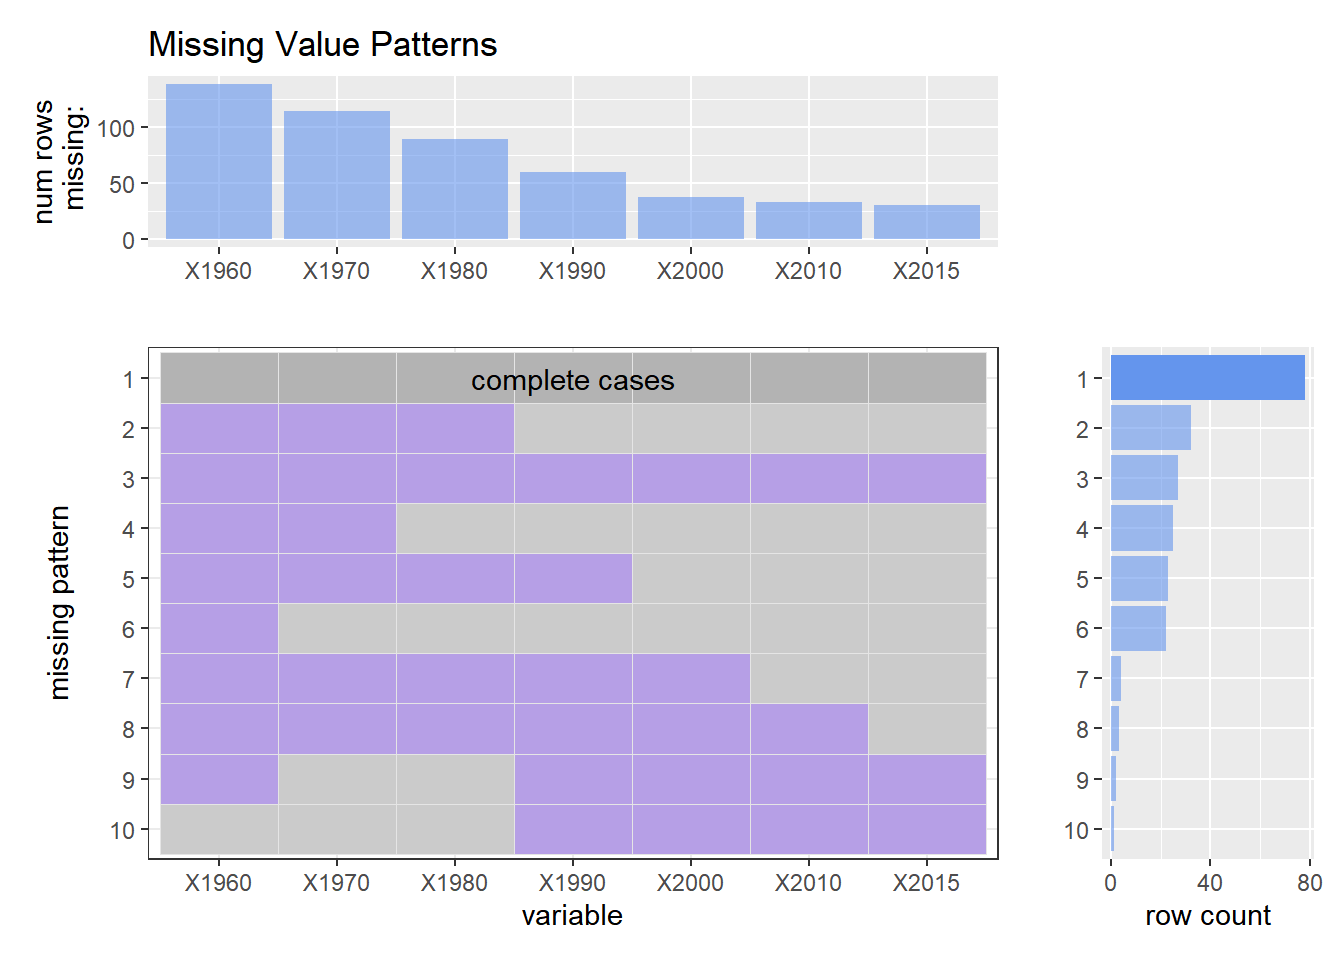 Missing Value Patterns
num rows
missing:
100
50
0
X1960 X1970 X1980 X1990 X2000 X2010 X2015
missing pattern
1
2
3
4
5
6
7
8
9
10
complete cases
X1960 X1970 X1980 X1990 X2000 X2010 X2015
variable
1
2
3
4
5
6
7
8
9
10
0 40 80
row count